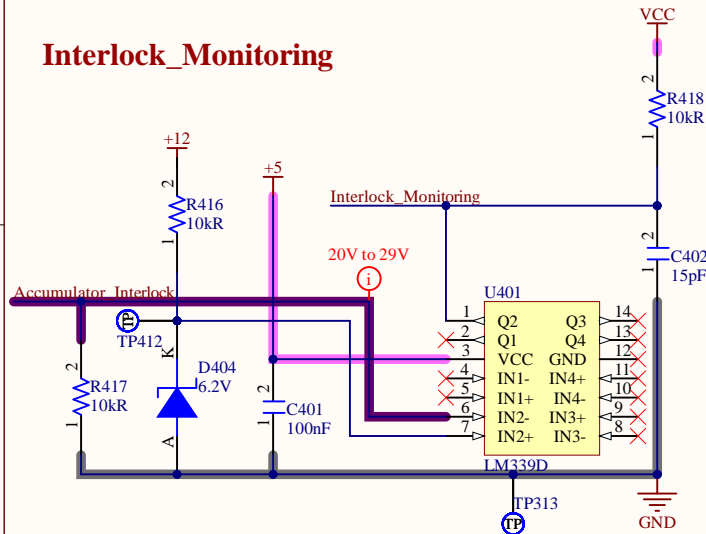 VCC
Interlock_Monitoring
2
R418
10kR
1
+12
+5
2
R416
10kR
1
Interlock_Monitoring
20V to 29V
i
2
C402
15pF
1
Accumulator_Interlock
U401
TP
TP412
K
D404
6.2V
A
2
R417
10kR
1
2
C401
100nF
1
1 Q2 Q3 14
2 Q1 Q4 13
3 VCC GND 12
4 IN1- IN4+ 11
5 IN1+ IN4- 10
6 IN2- IN3+ 9
7 IN2+ IN3- 8
LM339D
TP313
TP
GND